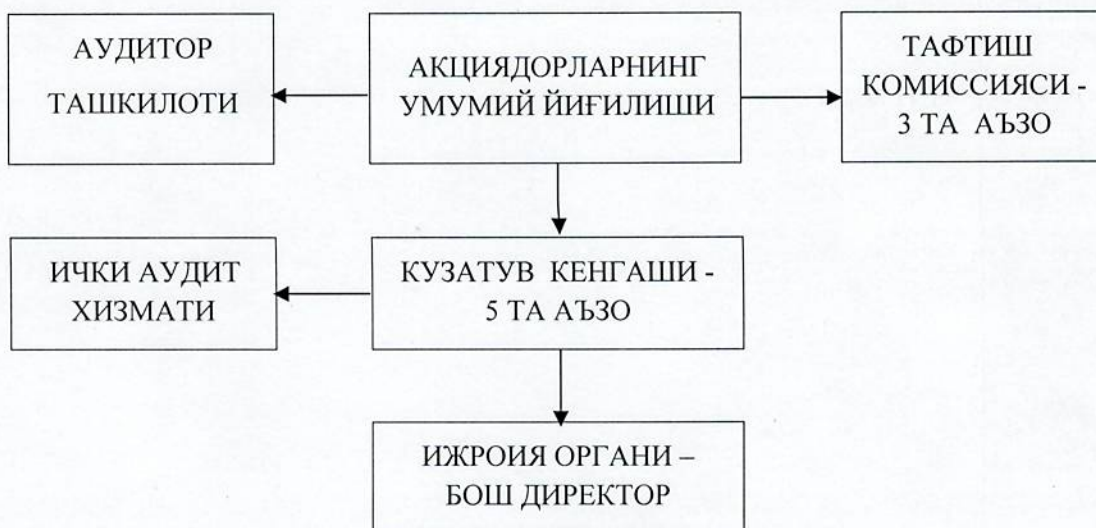 АУДИТОР
ТАШКИЛОТИ
АКЦИЯДОРЛАРНИНГ
УМУМИЙ ЙИҒИЛИШИ
ТАФТИШ
КОМИССИЯСИ -
3 ТА АЪЗО
ИЧКИ АУДИТ
ХИЗМАТИ
КУЗАТУВ КЕНГАШИ -
5 ТА АЪЗО
ИЖРОИЯ ОРГАНИ –
БОШ ДИРЕКТОР